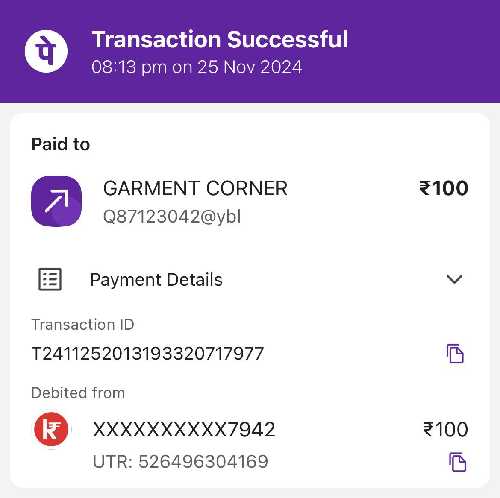 पे
Transaction Successful
08:13 pm on 25 Nov 2024
Paid to
GARMENT CORNER ₹100
Q87123042@ybl
Payment Details
Transaction ID
T2411252013193320717977
Debited from
XXXXXXXXXX7942 ₹100
UTR: 526496304169